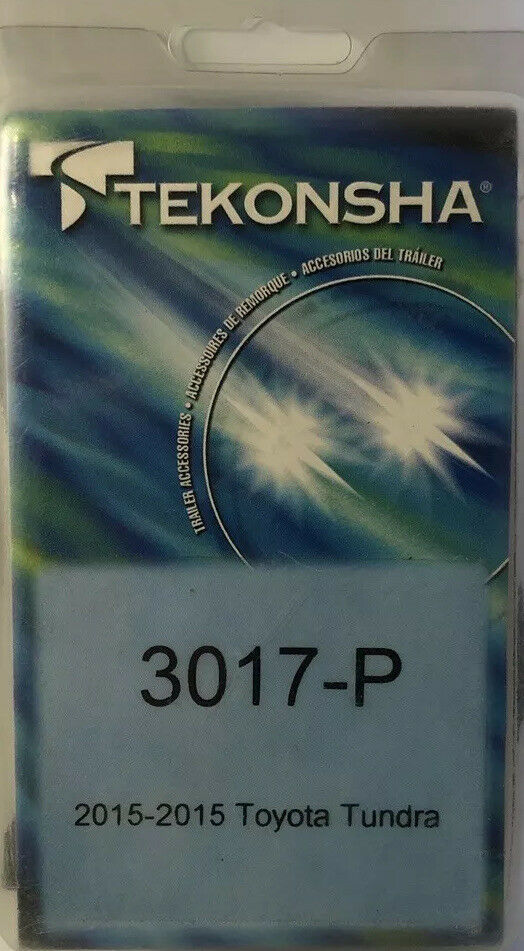 TEKONSHA®
TRAILER ACCESSORIES • ACCESSOIRES DE REMORQUE • ACCESORIOS DEL TRÁILER
3017-P
2015-2015 Toyota Tundra